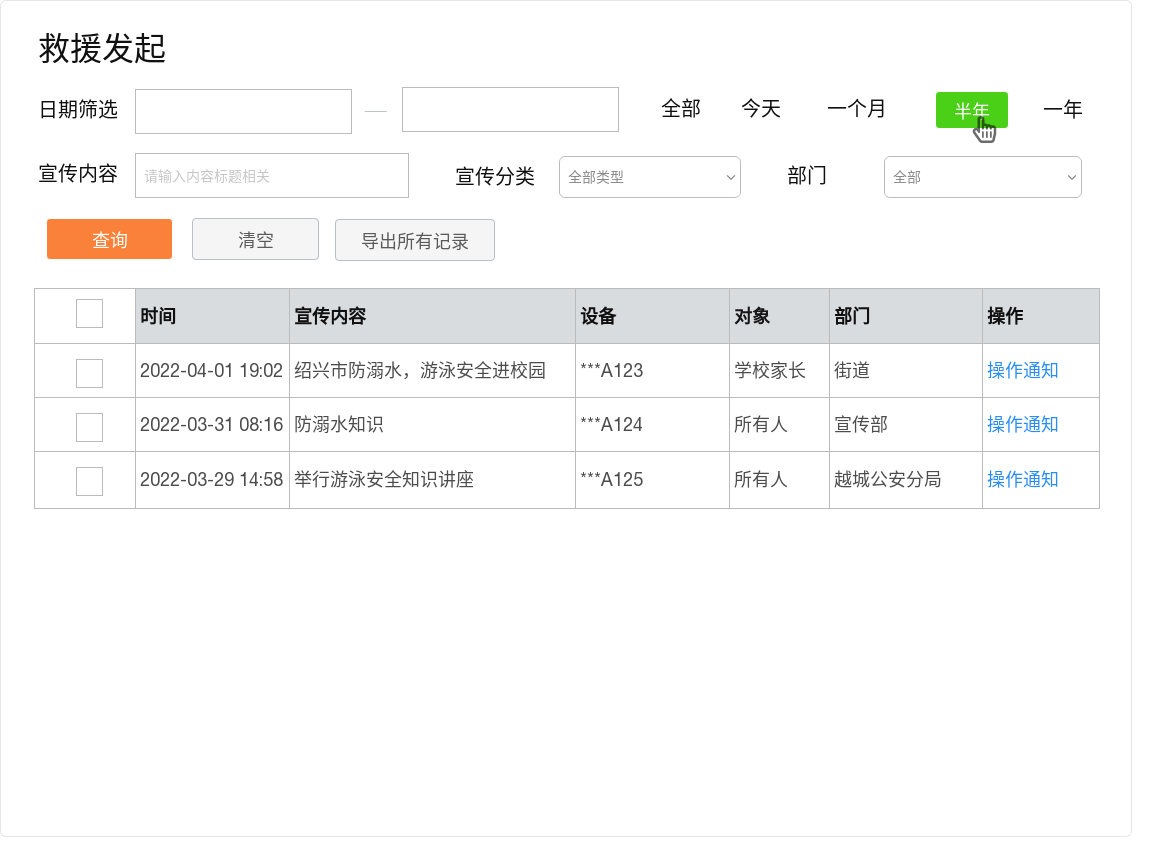 救援发起
日期筛选 — 全部 今天 一个月 半年 一年
宣传内容 请输入内容标题相关 宣传分类 全部类型 部门 全部
查询 清空 导出所有记录
时间 宣传内容 设备 对象 部门 操作
2022-04-01 19:02 绍兴市防溺水，游泳安全进校园 ***A123 学校家长 街道 操作通知
2022-03-31 08:16 防溺水知识 ***A124 所有人 宣传部 操作通知
2022-03-29 14:58 举行游泳安全知识讲座 ***A125 所有人 越城公安分局 操作通知